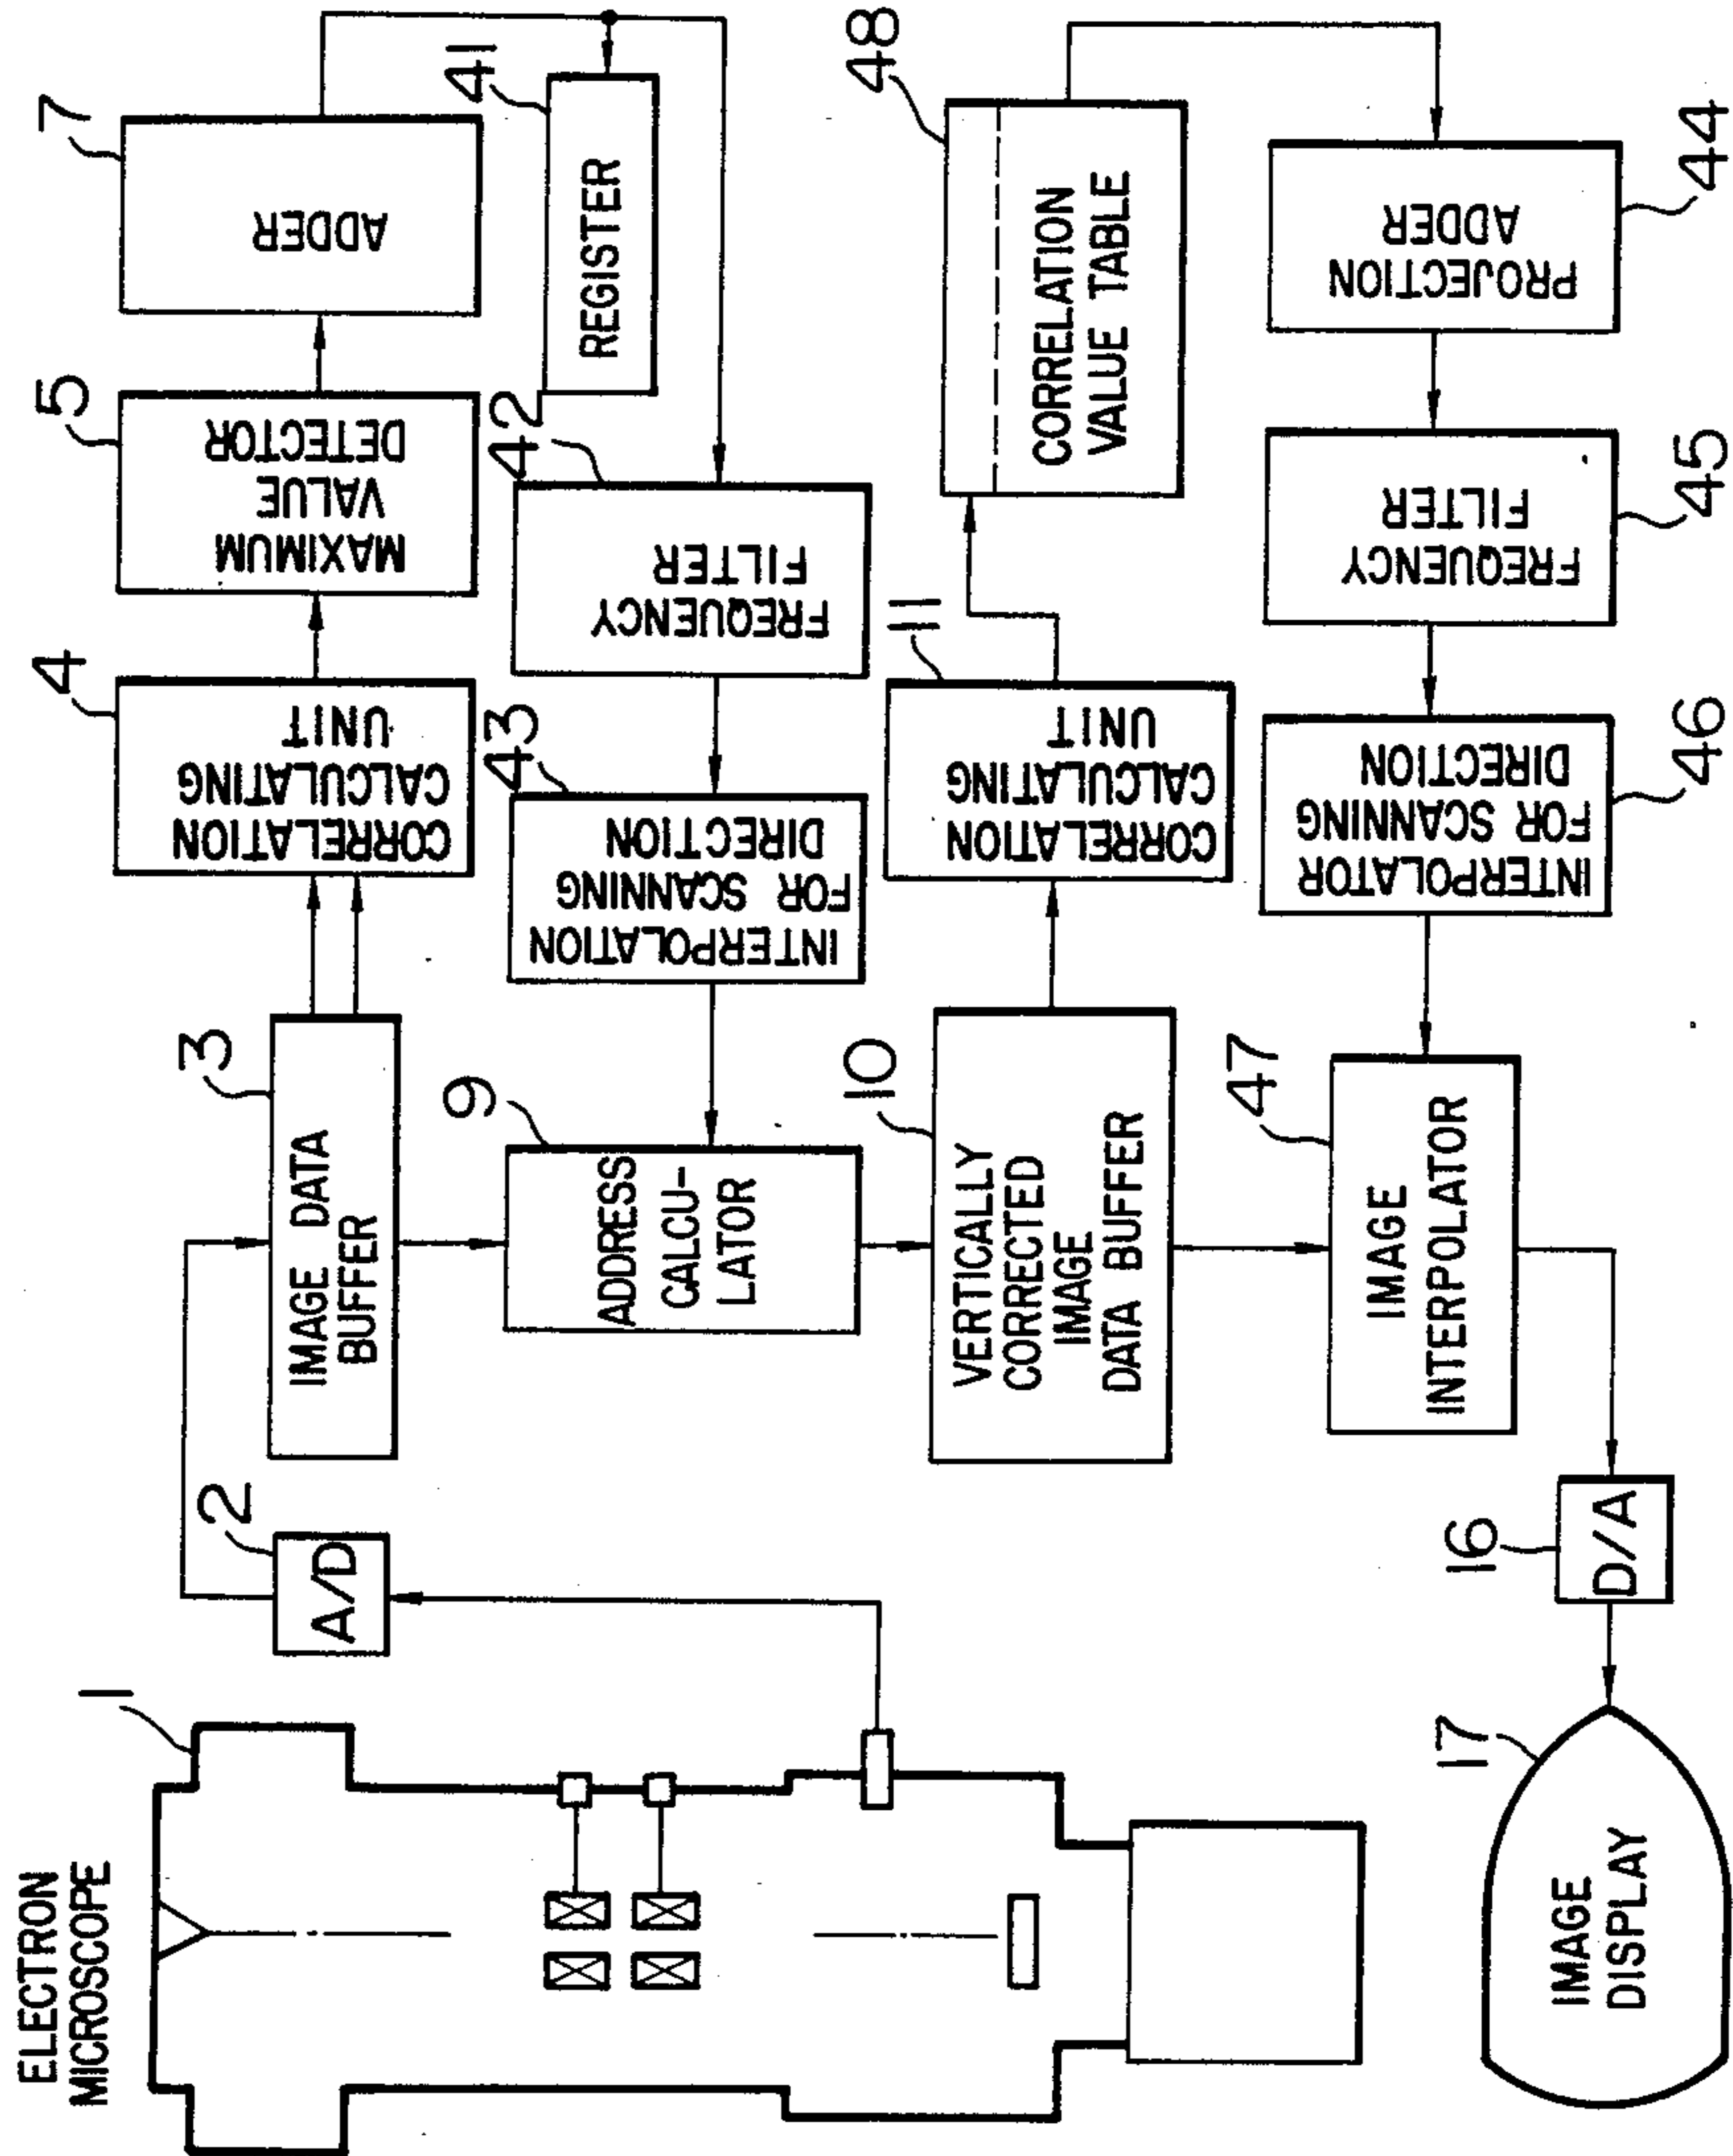 ELECTRON
MICROSCOPE
1
A/D
2
IMAGE DATA
BUFFER
3
CORRELATION
CALCULATING
UNIT
4
MAXIMUM
VALUE
DETECTOR
5
ADDER
7
REGISTER
41
FREQUENCY
FILTER
42
INTERPOLATION
FOR SCANNING
DIRECTION
43
ADDRESS
CALCU-
LATOR
9
VERTICALLY
CORRECTED
IMAGE
DATA BUFFER
10
CORRELATION
CALCULATING
UNIT
11
CORRELATION
VALUE TABLE
48
PROJECTION
ADDER
44
FREQUENCY
FILTER
45
INTERPOLATOR
FOR SCANNING
DIRECTION
46
IMAGE
INTERPOLATOR
47
D/A
16
IMAGE
DISPLAY
17